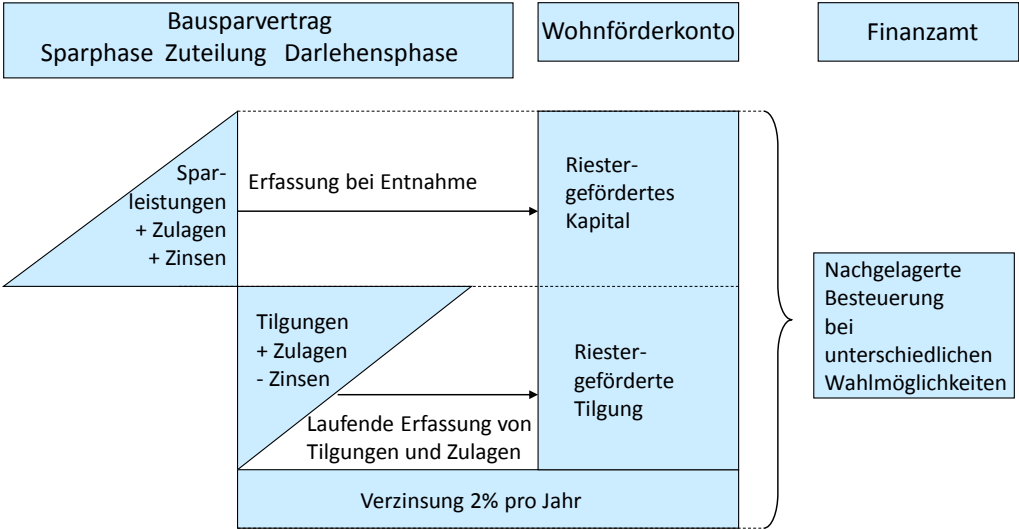 Bausparvertrag
Sparphase Zuteilung Darlehensphase
Wohnförderkonto
Finanzamt
Spar-
leistungen
+ Zulagen
+ Zinsen
Erfassung bei Entnahme
Riester-
gefördertes
Kapital
Tilgungen
+ Zulagen
- Zinsen
Laufende Erfassung von
Tilgungen und Zulagen
Riester-
geförderte
Tilgung
Nachgelagerte
Besteuerung
bei
unterschiedlichen
Wahlmöglichkeiten
Verzinsung 2% pro Jahr